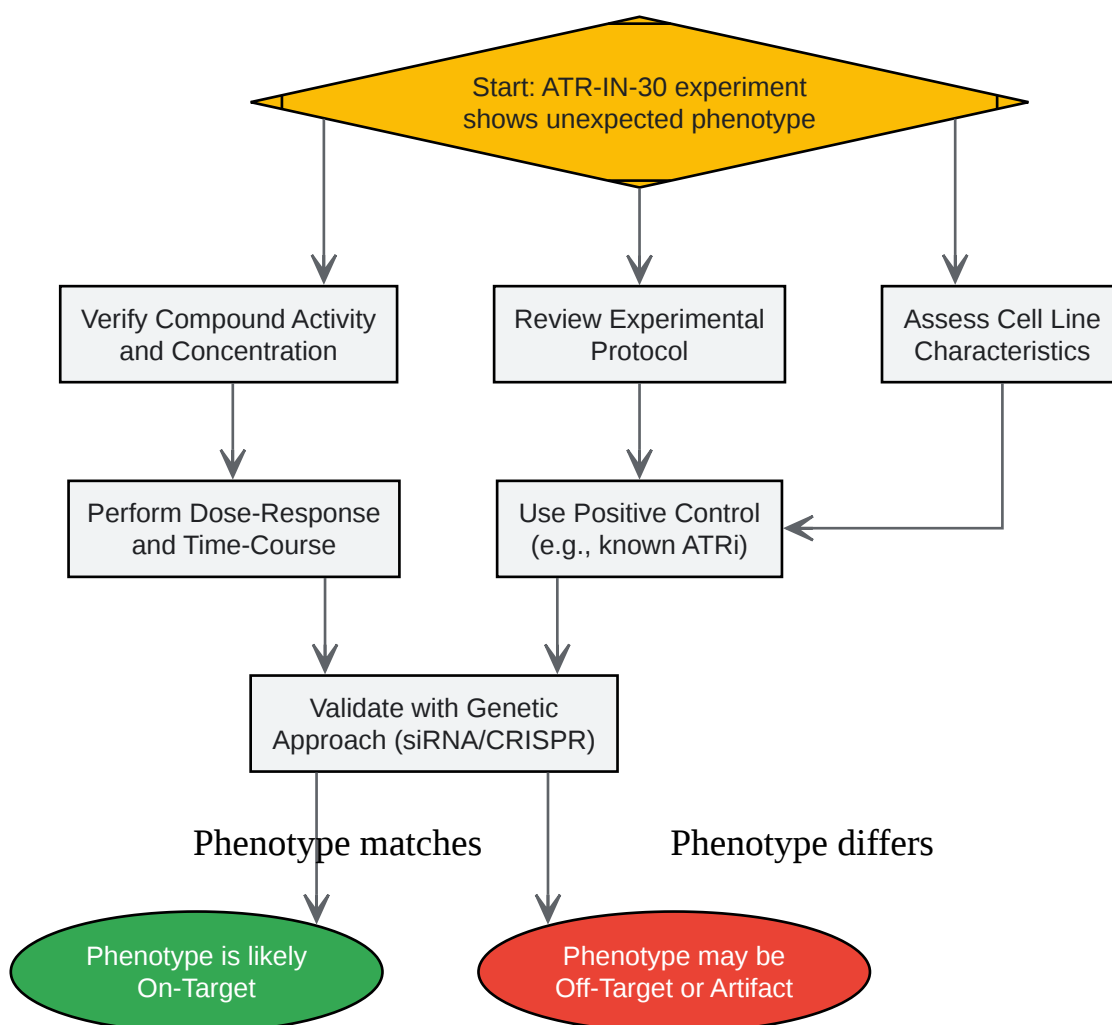 Start: ATR-IN-30 experiment
shows unexpected phenotype
Verify Compound Activity
and Concentration
Review Experimental
Protocol
Assess Cell Line
Characteristics
Perform Dose-Response
and Time-Course
Use Positive Control
(e.g., known ATRi)
Validate with Genetic
Approach (siRNA/CRISPR)
Phenotype matches
Phenotype differs
Phenotype is likely
On-Target
Phenotype may be
Off-Target or Artifact